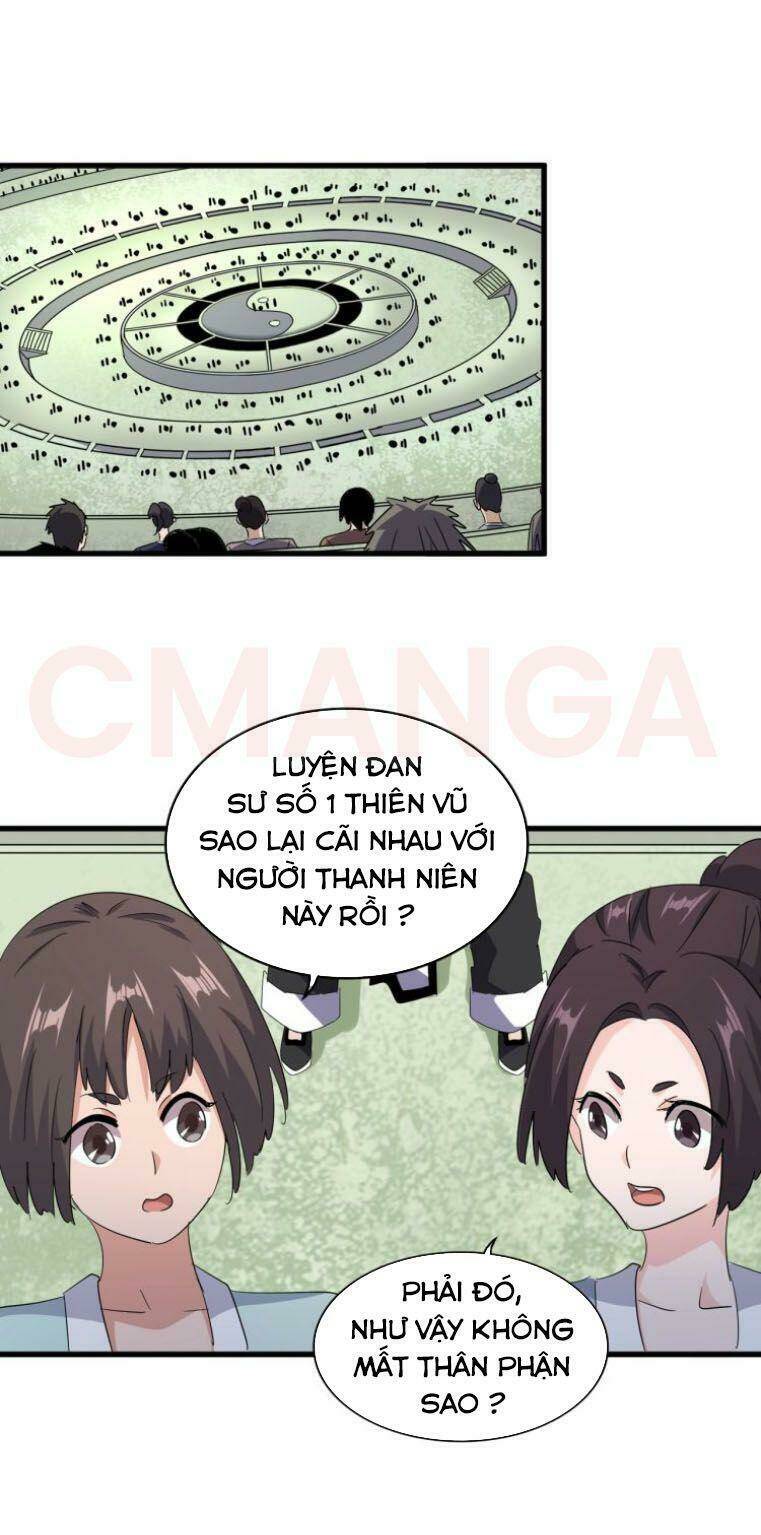 CMANGA
LUYỆN ĐAN
SƯ SỐ 1 THIÊN VŨ
SAO LẠI CÃI NHAU VỚI
NGƯỜI THANH NIÊN
NÀY RỒI ?
PHẢI ĐÓ,
NHƯ VẬY KHÔNG
MẤT THÂN PHẬN
SAO ?